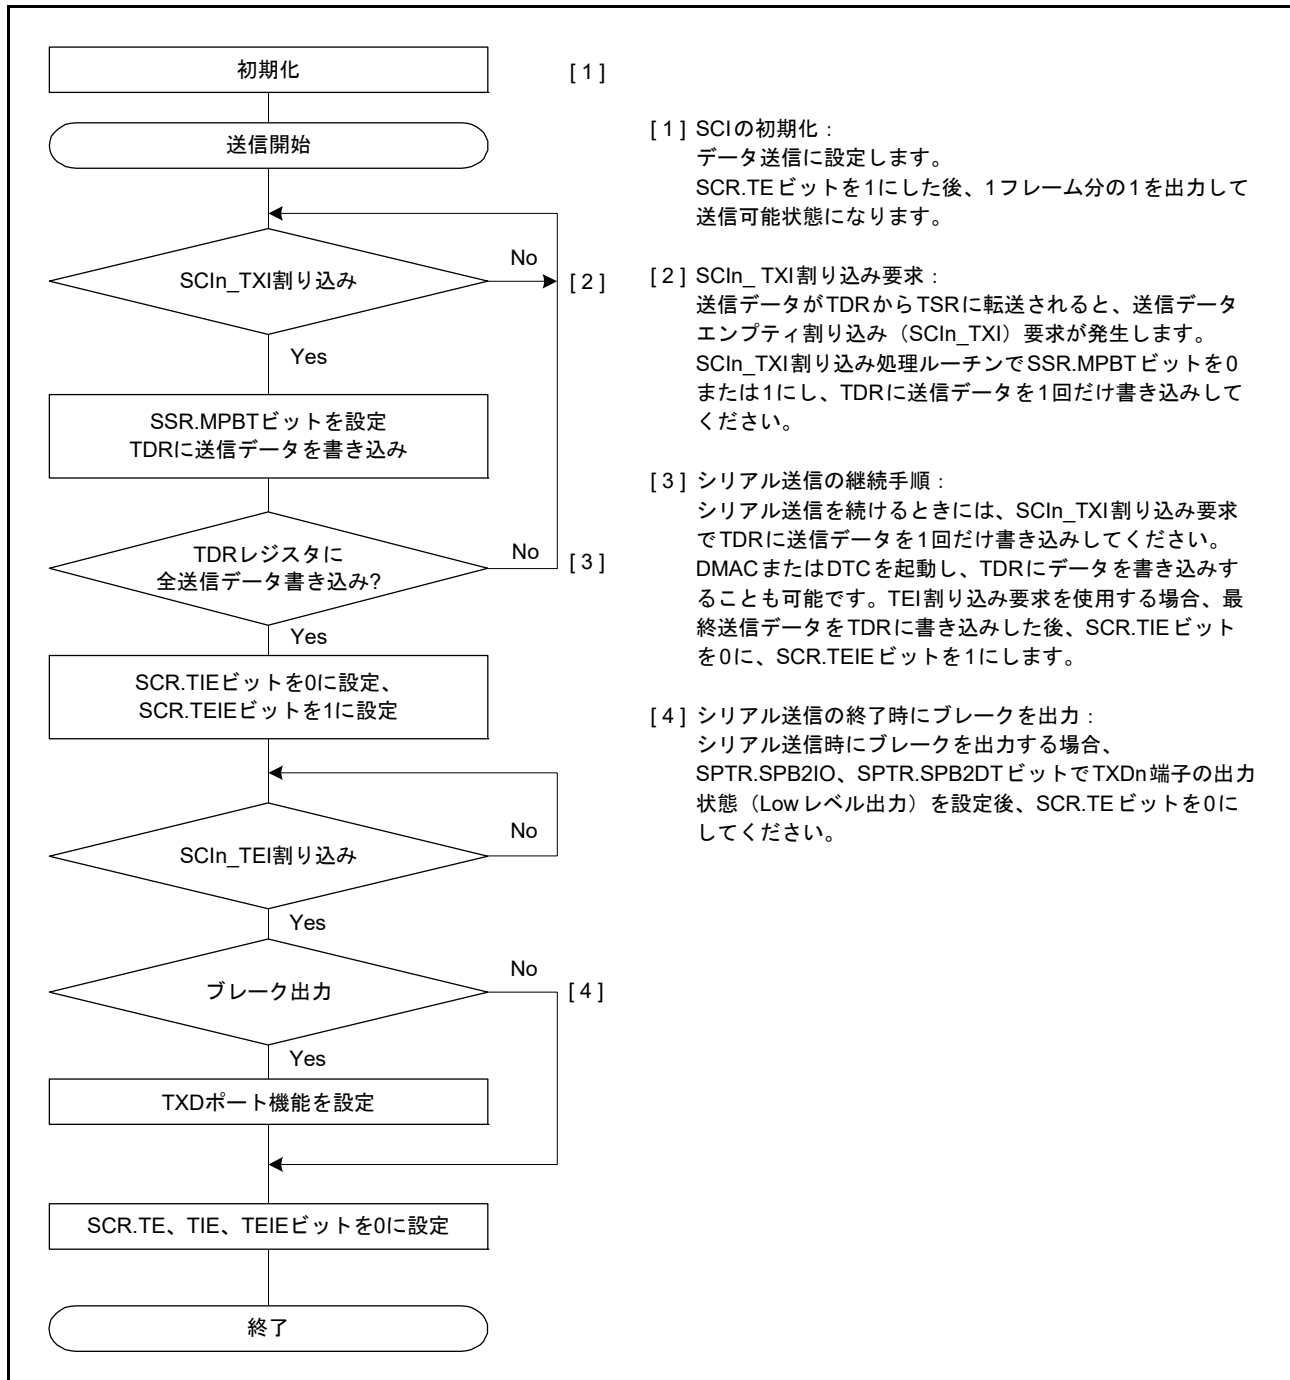 初期化
[ 1 ]
送信開始
SCIn_TXI割り込み
No
[ 2 ]
Yes
SSR.MPBTビットを設定
TDRに送信データを書き込み
TDRレジスタに
全送信データ書き込み?
No
[ 3 ]
Yes
SCR.TIEビットを0に設定、
SCR.TEIEビットを1に設定
SCIn_TEI割り込み
No
Yes
ブレーク出力
No
[ 4 ]
Yes
TXDポート機能を設定
SCR.TE、TIE、TEIEビットを0に設定
終了
[ 1 ] SCIの初期化：
データ送信に設定します。
SCR.TEビットを1にした後、1フレーム分の1を出力して
送信可能状態になります。
[ 2 ] SCIn_ TXI割り込み要求：
送信データがTDRからTSRに転送されると、送信データ
エンプティ割り込み（SCIn_TXI）要求が発生します。
SCIn_TXI割り込み処理ルーチンでSSR.MPBTビットを0
または1にし、TDRに送信データを1回だけ書き込みして
ください。
[ 3 ] シリアル送信の継続手順：
シリアル送信を続けるときには、SCIn_TXI割り込み要求
でTDRに送信データを1回だけ書き込みしてください。
DMACまたはDTCを起動し、TDRにデータを書き込みす
ることも可能です。TEI割り込み要求を使用する場合、最
終送信データをTDRに書き込みした後、SCR.TIEビット
を0に、SCR.TEIEビットを1にします。
[ 4 ] シリアル送信の終了時にブレークを出力：
シリアル送信時にブレークを出力する場合、
SPTR.SPB2IO、SPTR.SPB2DTビットでTXDn端子の出力
状態（Lowレベル出力）を設定後、SCR.TEビットを0に
してください。